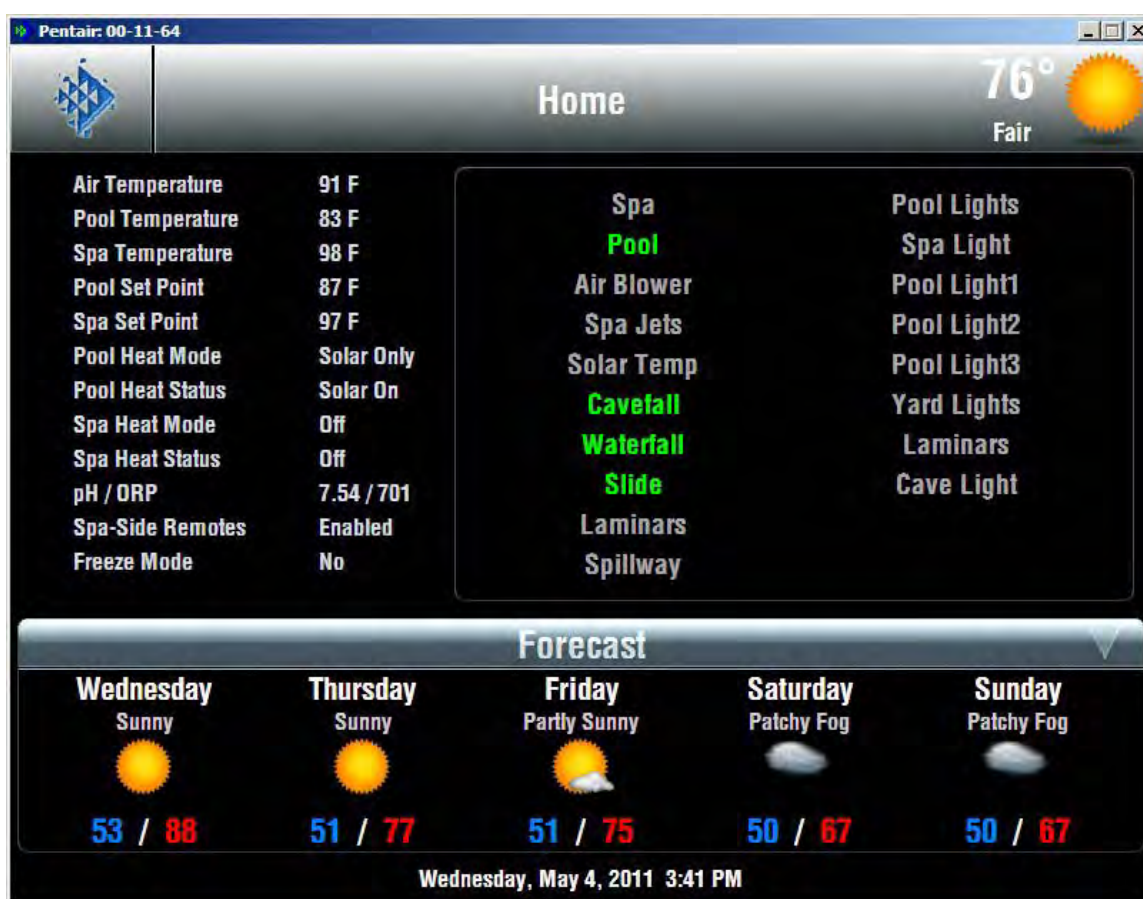 Pentair: 00-11-64
Home
76°
Fair
Air Temperature 91 F
Pool Temperature 83 F
Spa Temperature 98 F
Pool Set Point 87 F
Spa Set Point 97 F
Pool Heat Mode Solar Only
Pool Heat Status Solar On
Spa Heat Mode Off
Spa Heat Status Off
pH / ORP 7.54 / 701
Spa-Side Remotes Enabled
Freeze Mode No
Spa Pool Lights
Pool Spa Light
Air Blower Pool Light1
Spa Jets Pool Light2
Solar Temp Pool Light3
Cavefall Yard Lights
Waterfall Laminars
Slide Cave Light
Laminars
Spillway
Forecast
Wednesday Thursday Friday Saturday Sunday
Sunny Sunny Partly Sunny Patchy Fog Patchy Fog
53 / 88 51 / 77 51 / 75 50 / 67 50 / 67
Wednesday, May 4, 2011 3:41 PM